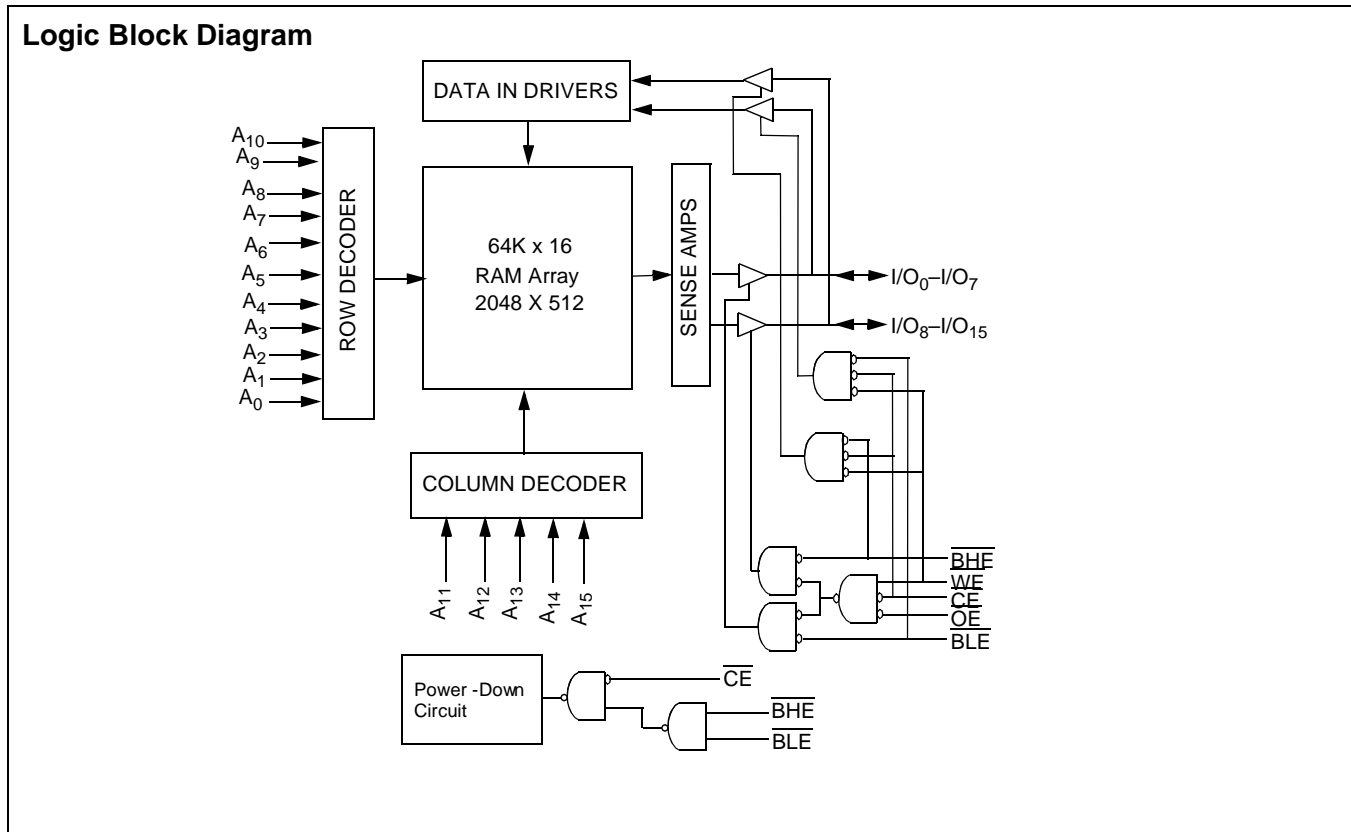 Logic Block Diagram
DATA IN DRIVERS
A10
A9
A8
A7
A6
A5
A4
A3
A2
A1
A0
ROW DECODER
64K x 16
RAM Array
2048 X 512
SENSE AMPS
I/O0–I/O7
I/O8–I/O15
COLUMN DECODER
A11
A12
A13
A14
A15
BHE
WE
CE
OE
BLE
Power -Down
Circuit
CE
BHE
BLE